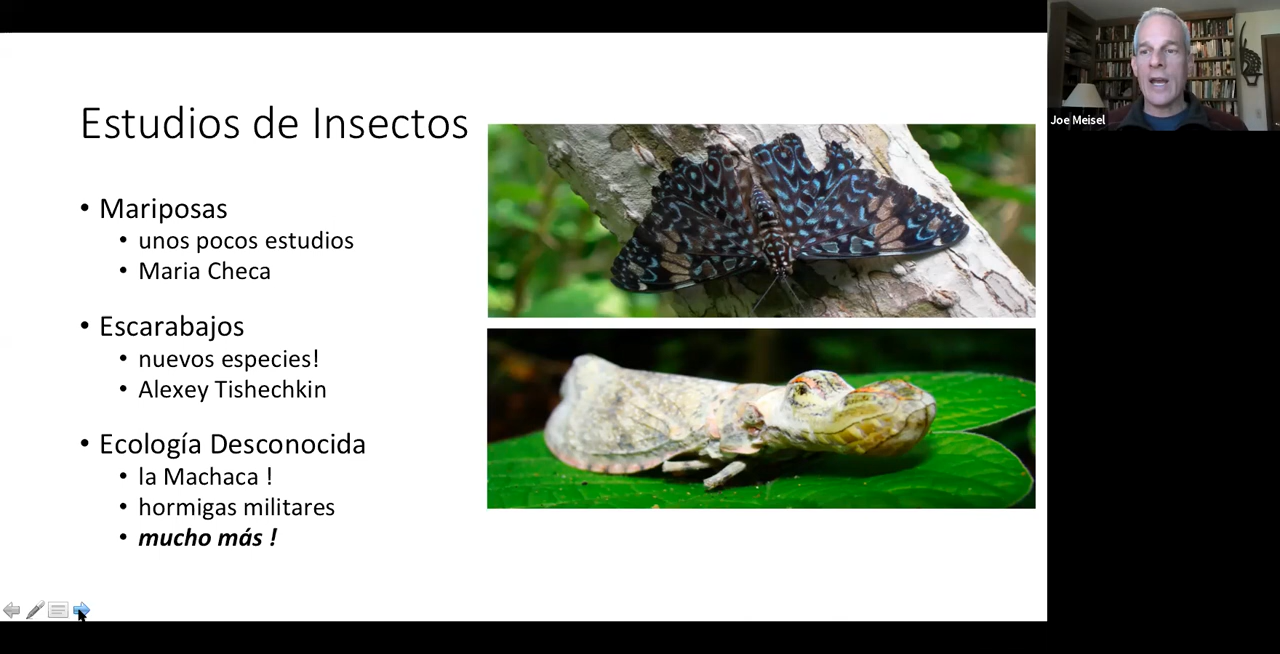 Estudios de Insectos
• Mariposas
• unos pocos estudios
• Maria Checa
• Escarabajos
• nuevos especies!
• Alexey Tishechkin
• Ecología Desconocida
• la Machaca !
• hormigas militares
• mucho más !
Joe Meisel